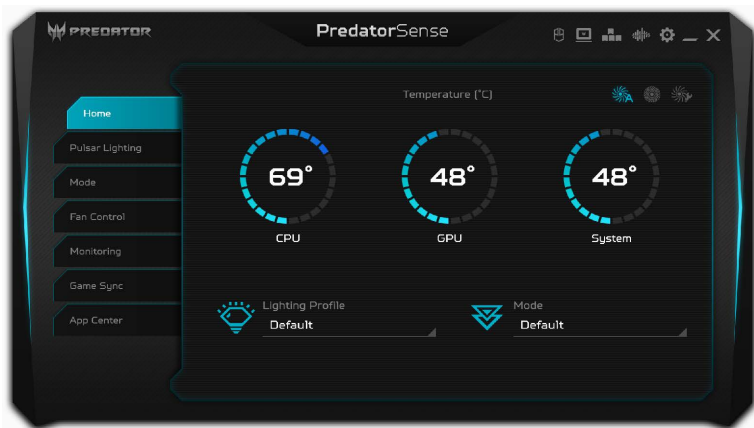 PREDATOR
PredatorSense
Home
Pulsar Lighting
Mode
Fan Control
Monitoring
Game Sync
App Center
Temperature (°C)
69° 48° 48°
CPU GPU System
Lighting Profile
Default
Mode
Default